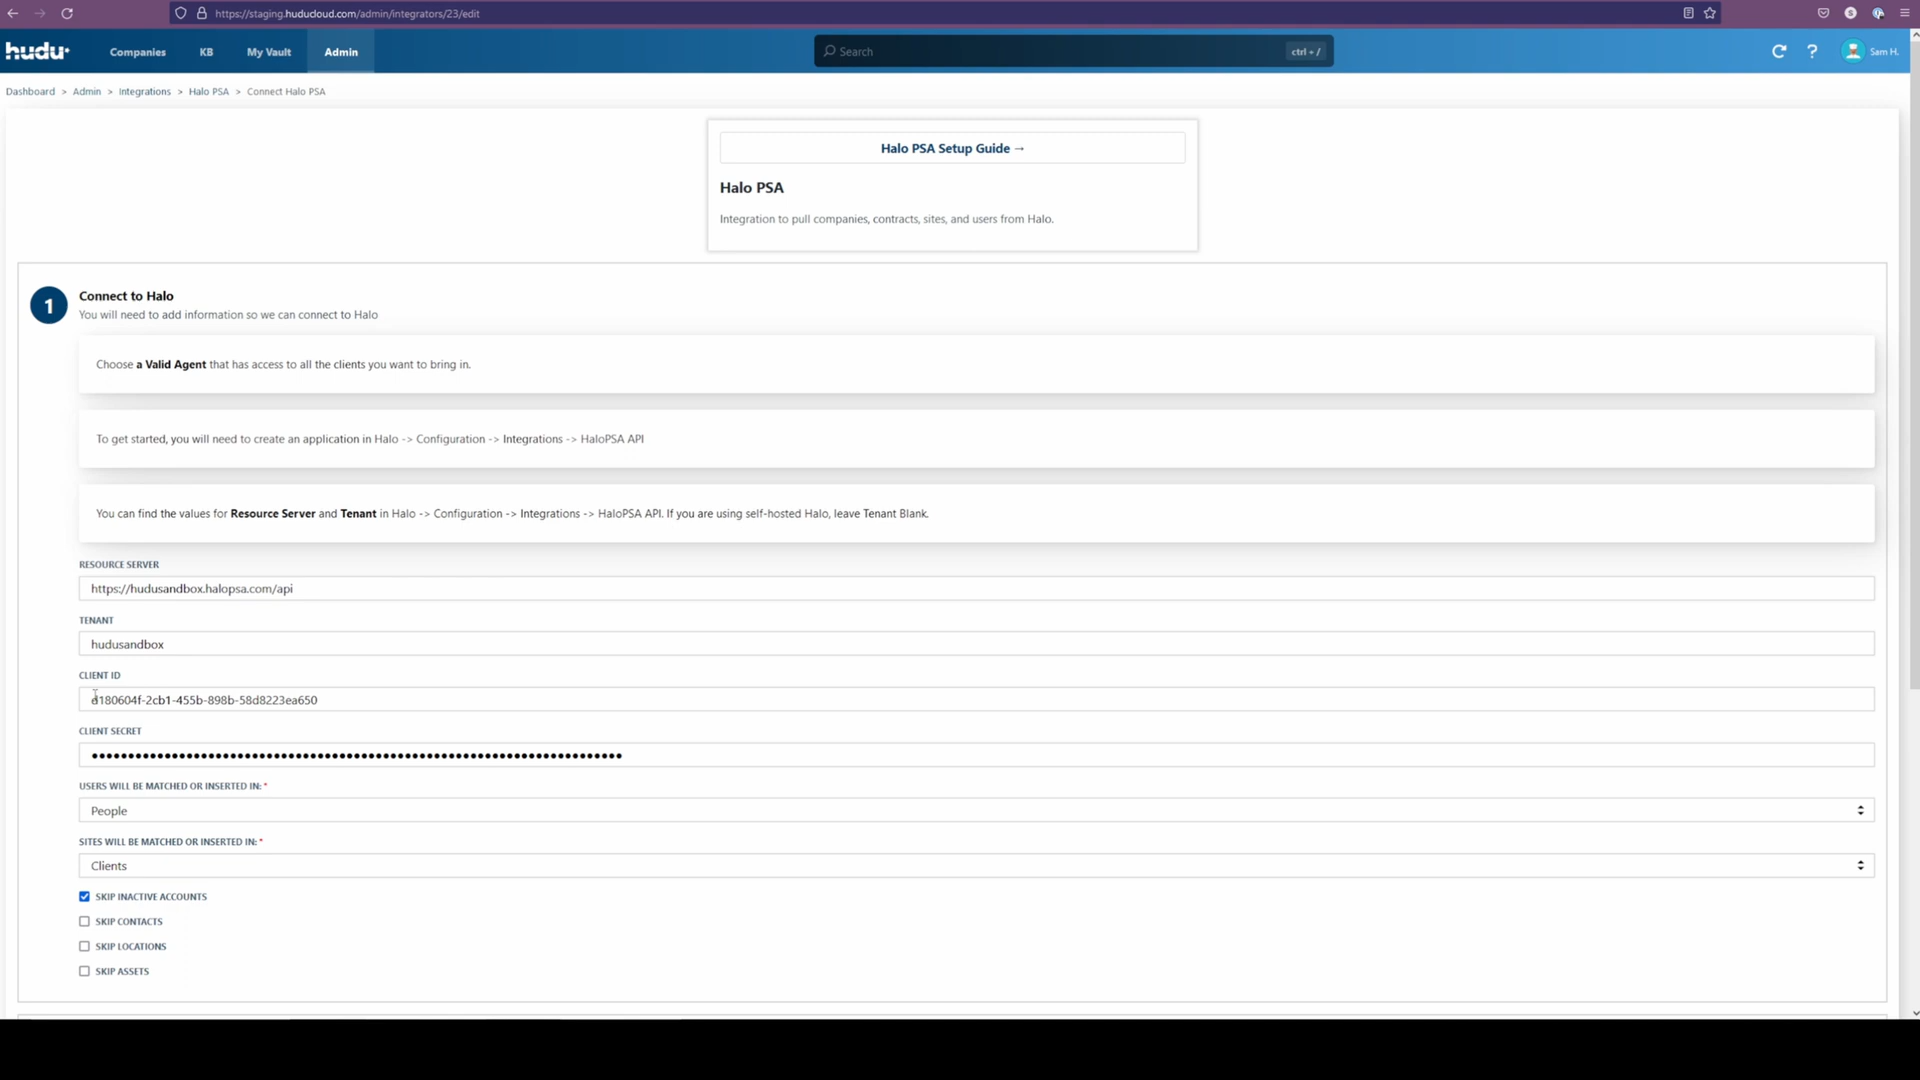 https://staging.huducloud.com/admin/integrators/23/edit
hudu
Companies
KB
My Vault
Admin
Search
ctrl + /
?
Sam H.
Dashboard > Admin > Integrations > Halo PSA > Connect Halo PSA
Halo PSA Setup Guide →
Halo PSA
Integration to pull companies, contracts, sites, and users from Halo.
1
Connect to Halo
You will need to add information so we can connect to Halo
Choose a Valid Agent that has access to all the clients you want to bring in.
To get started, you will need to create an application in Halo -> Configuration -> Integrations -> HaloPSA API
You can find the values for Resource Server and Tenant in Halo -> Configuration -> Integrations -> HaloPSA API. If you are using self-hosted Halo, leave Tenant Blank.
RESOURCE SERVER
https://hudusandbox.halopsa.com/api
TENANT
hudusandbox
CLIENT ID
d180604f-2cb1-455b-898b-58d8223ea650
CLIENT SECRET
USERS WILL BE MATCHED OR INSERTED IN: *
People
SITES WILL BE MATCHED OR INSERTED IN: *
Clients
SKIP INACTIVE ACCOUNTS
SKIP CONTACTS
SKIP LOCATIONS
SKIP ASSETS